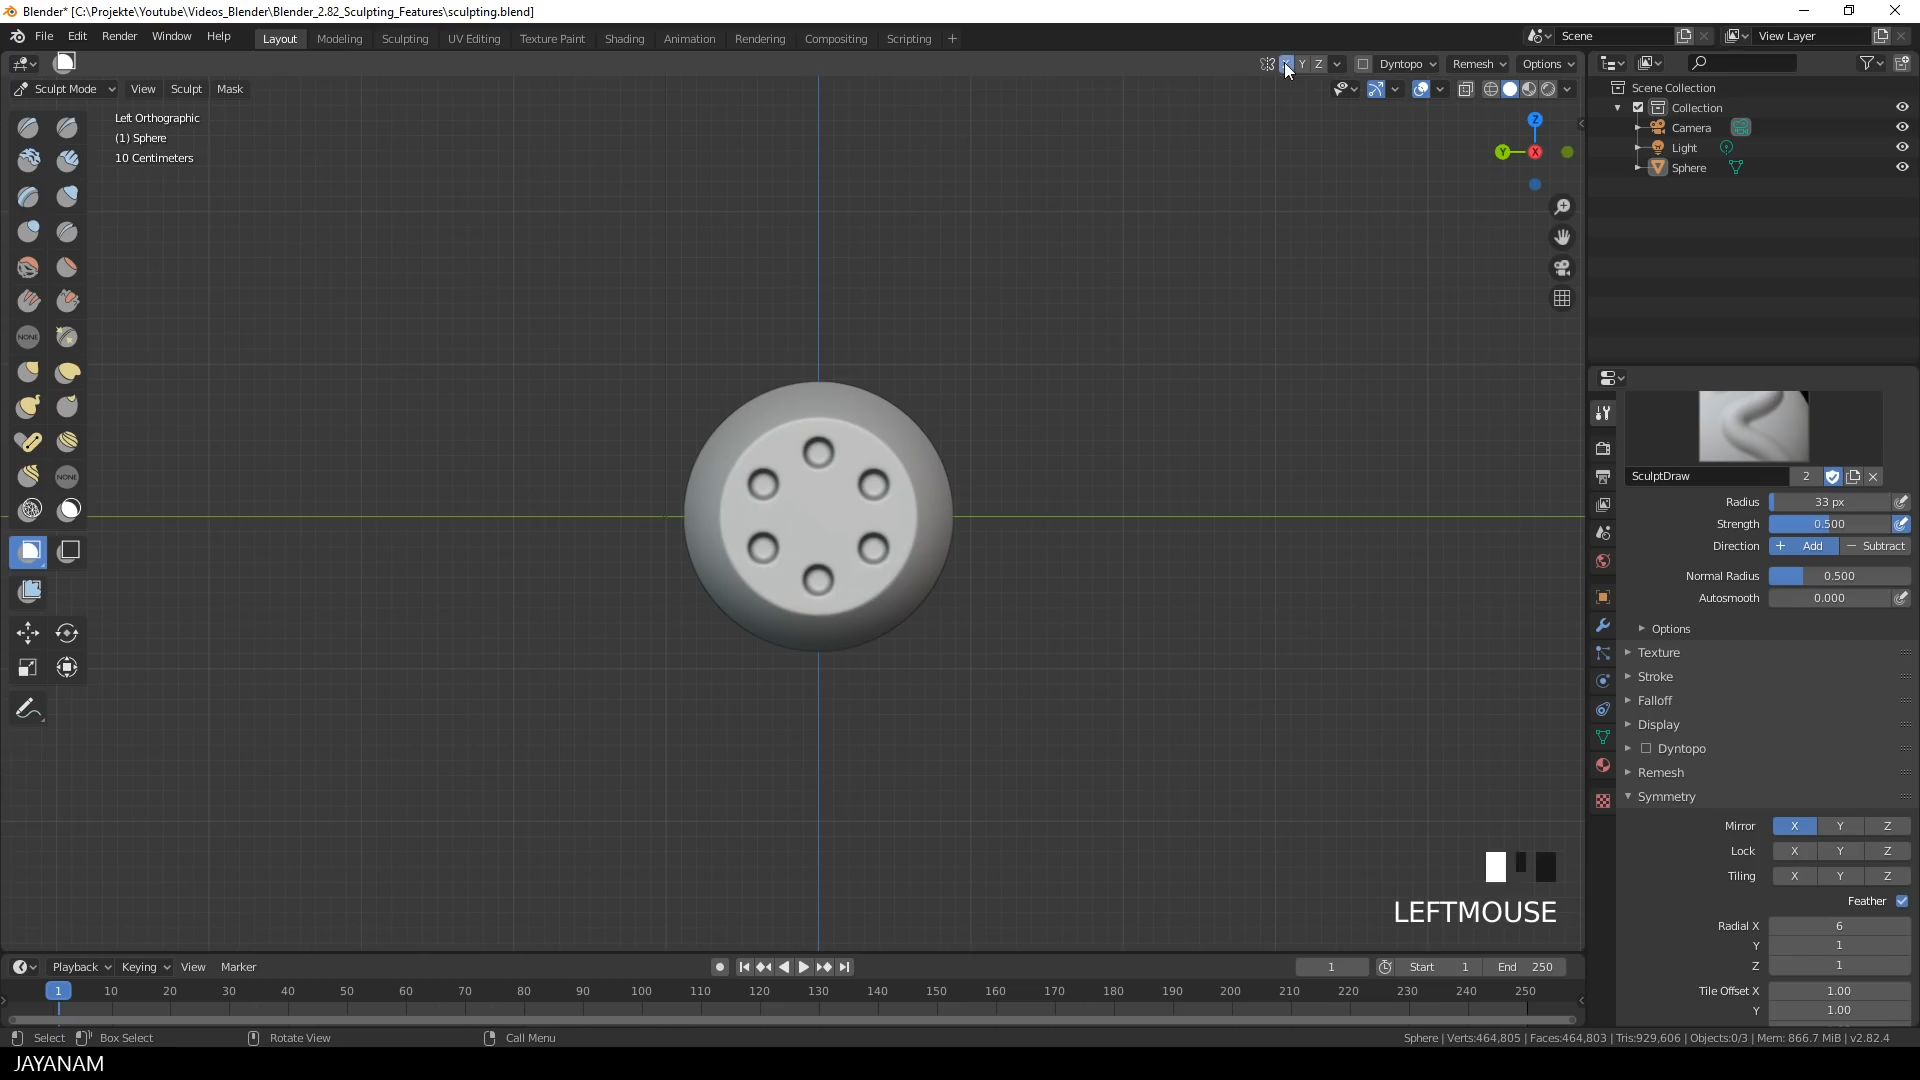 Blender* [C:\Projekte\Youtube\Videos_Blender\Blender_2.82_Sculpting_Features\sculpting.blend]
File Edit Render Window Help Layout Modeling Sculpting UV Editing Texture Paint Shading Animation Rendering Compositing Scripting + Scene View Layer
Y Z Dyntopo Remesh Options
Sculpt Mode View Sculpt Mask
Left Orthographic
(1) Sphere
10 Centimeters
Z
Y X
NONE
NONE
Scene Collection
Collection
Camera
Light
Sphere
SculptDraw 2
Radius 33 px
Strength 0.500
Direction + Add − Subtract
Normal Radius 0.500
Autosmooth 0.000
Options
Texture
Stroke
Falloff
Display
Dyntopo
Remesh
Symmetry
Mirror X Y Z
Lock X Y Z
Tiling X Y Z
Feather
Radial X 6
Y 1
Z 1
Tile Offset X 1.00
Y 1.00
LEFTMOUSE
Playback Keying View Marker 1 Start 1 End 250
1 10 20 30 40 50 60 70 80 90 100 110 120 130 140 150 160 170 180 190 200 210 220 230 240 250
Select Box Select Rotate View Call Menu Sphere | Verts:464,805 | Faces:464,803 | Tris:929,606 | Objects:0/3 | Mem: 866.7 MiB | v2.82.4
JAYANAM